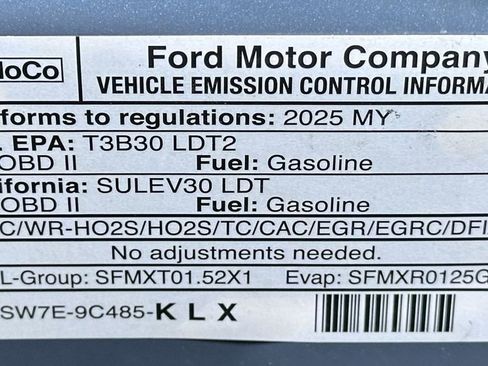 loCo
Ford Motor Company
VEHICLE EMISSION CONTROL INFORMA
forms to regulations: 2025 MY
. EPA: T3B30 LDT2
OBD II Fuel: Gasoline
ifornia: SULEV30 LDT
OBD II Fuel: Gasoline
C/WR-HO2S/HO2S/TC/CAC/EGR/EGRC/DFI
No adjustments needed.
L-Group: SFMXT01.52X1 Evap: SFMXR0125G
SW7E-9C485-KLX